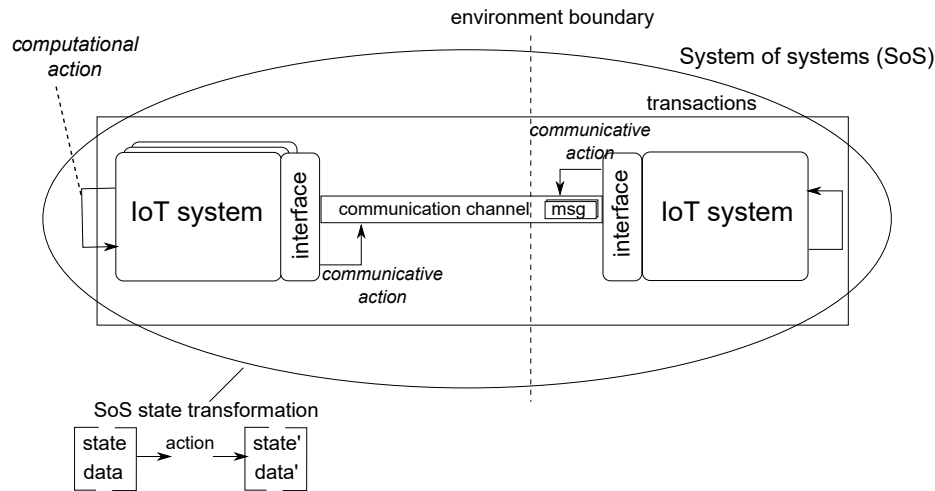 environment boundary
computational
action
System of systems (SoS)
transactions
communicative
action
IoT system
interface
communication channel
msg
interface
IoT system
communicative
action
SoS state transformation
state
data
action
state'
data'